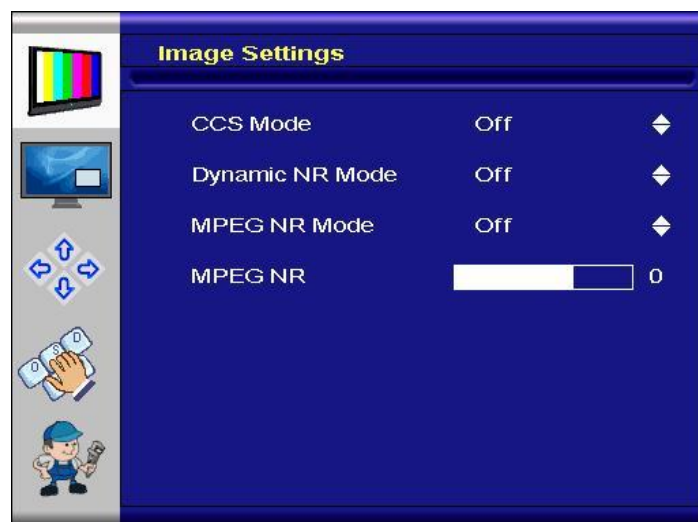 Image Settings
CCS Mode Off
Dynamic NR Mode Off
MPEG NR Mode Off
MPEG NR 0
O S D